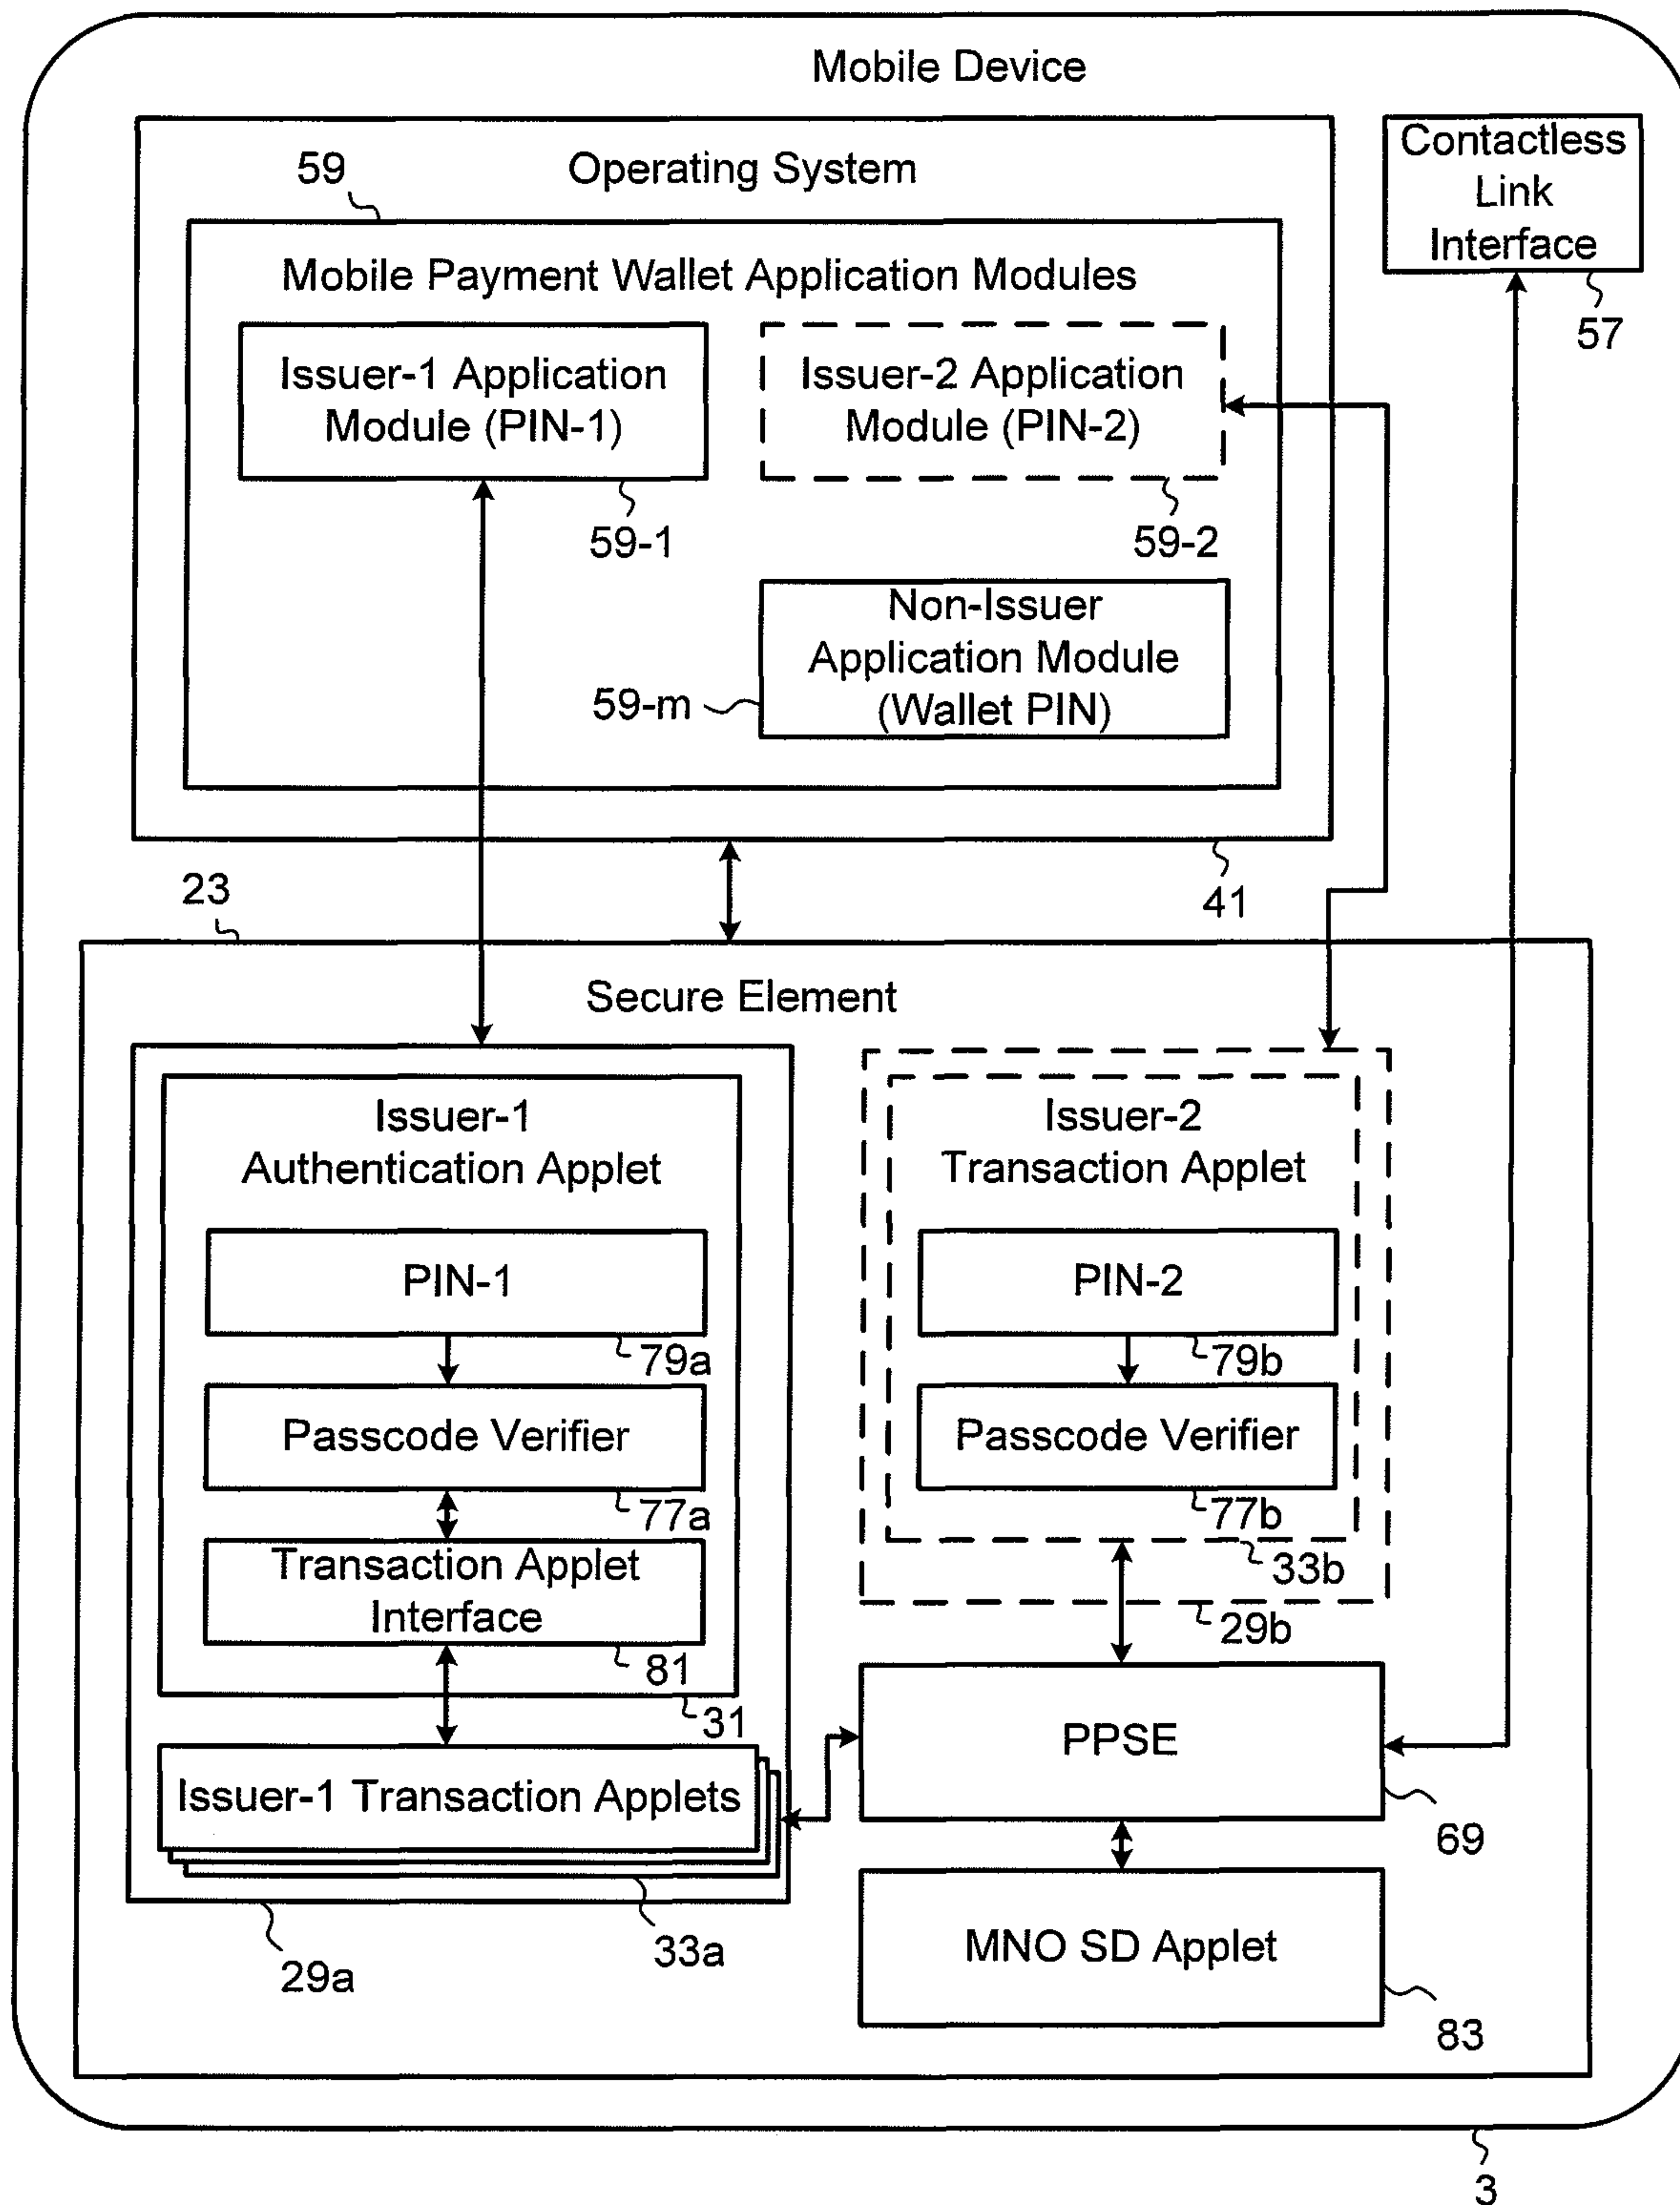 Mobile Device
Operating System
59
Mobile Payment Wallet Application Modules
Issuer-1 Application
Module (PIN-1)
59-1
Issuer-2 Application
Module (PIN-2)
59-2
Non-Issuer
Application Module
(Wallet PIN)
59-m
Contactless
Link
Interface
57
41
23
Secure Element
Issuer-1
Authentication Applet
PIN-1
79a
Passcode Verifier
77a
Transaction Applet
Interface
81
31
Issuer-1 Transaction Applets
33a
29a
Issuer-2
Transaction Applet
PIN-2
79b
Passcode Verifier
77b
33b
29b
PPSE
69
MNO SD Applet
83
3